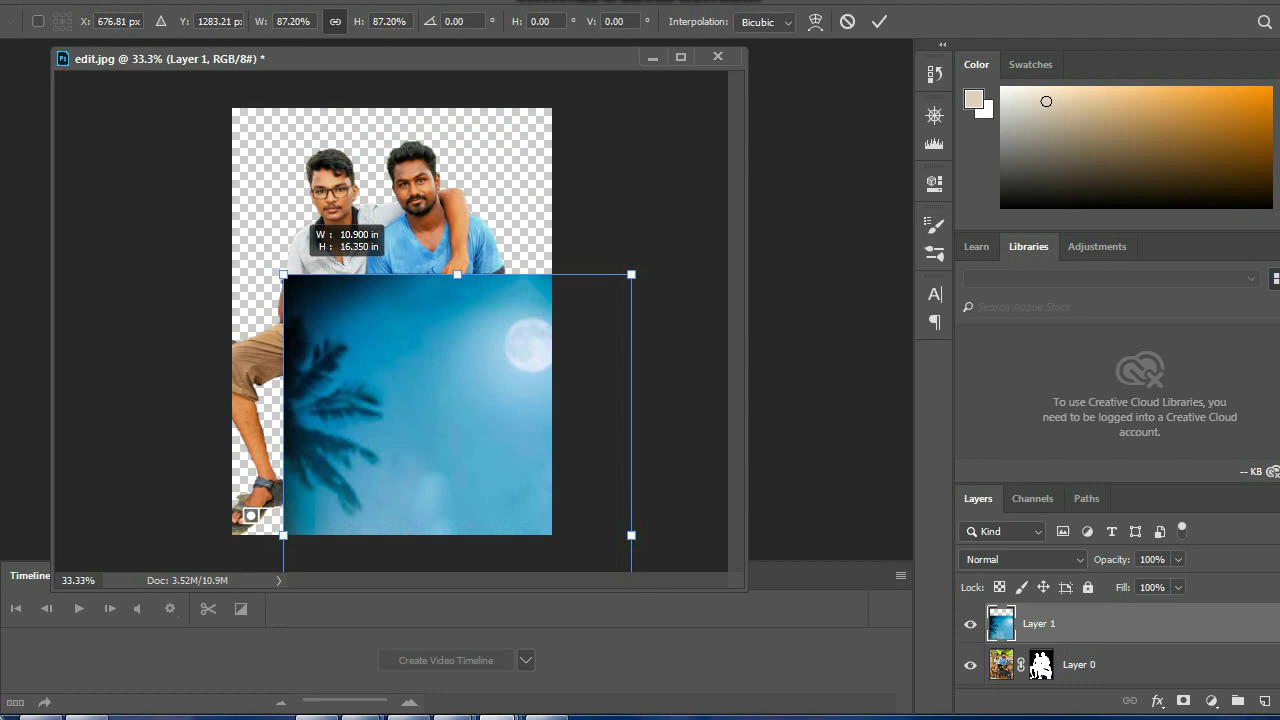 X: 676.81 px Y: 1283.21 px W: 87.20% H: 87.20% 0.00 ° H: 0.00 ° V: 0.00 ° Interpolation: Bicubic
edit.jpg @ 33.3% (Layer 1, RGB/8#) *
W : 10.900 in
H : 16.350 in
33.33% Doc: 3.52M/10.9M
Timeline
Create Video Timeline
Color Swatches
Learn Libraries Adjustments
Search Adobe Stock
To use Creative Cloud Libraries, you
need to be logged into a Creative Cloud
account.
-- KB
Layers Channels Paths
Kind
Normal Opacity: 100%
Lock: Fill: 100%
Layer 1
Layer 0